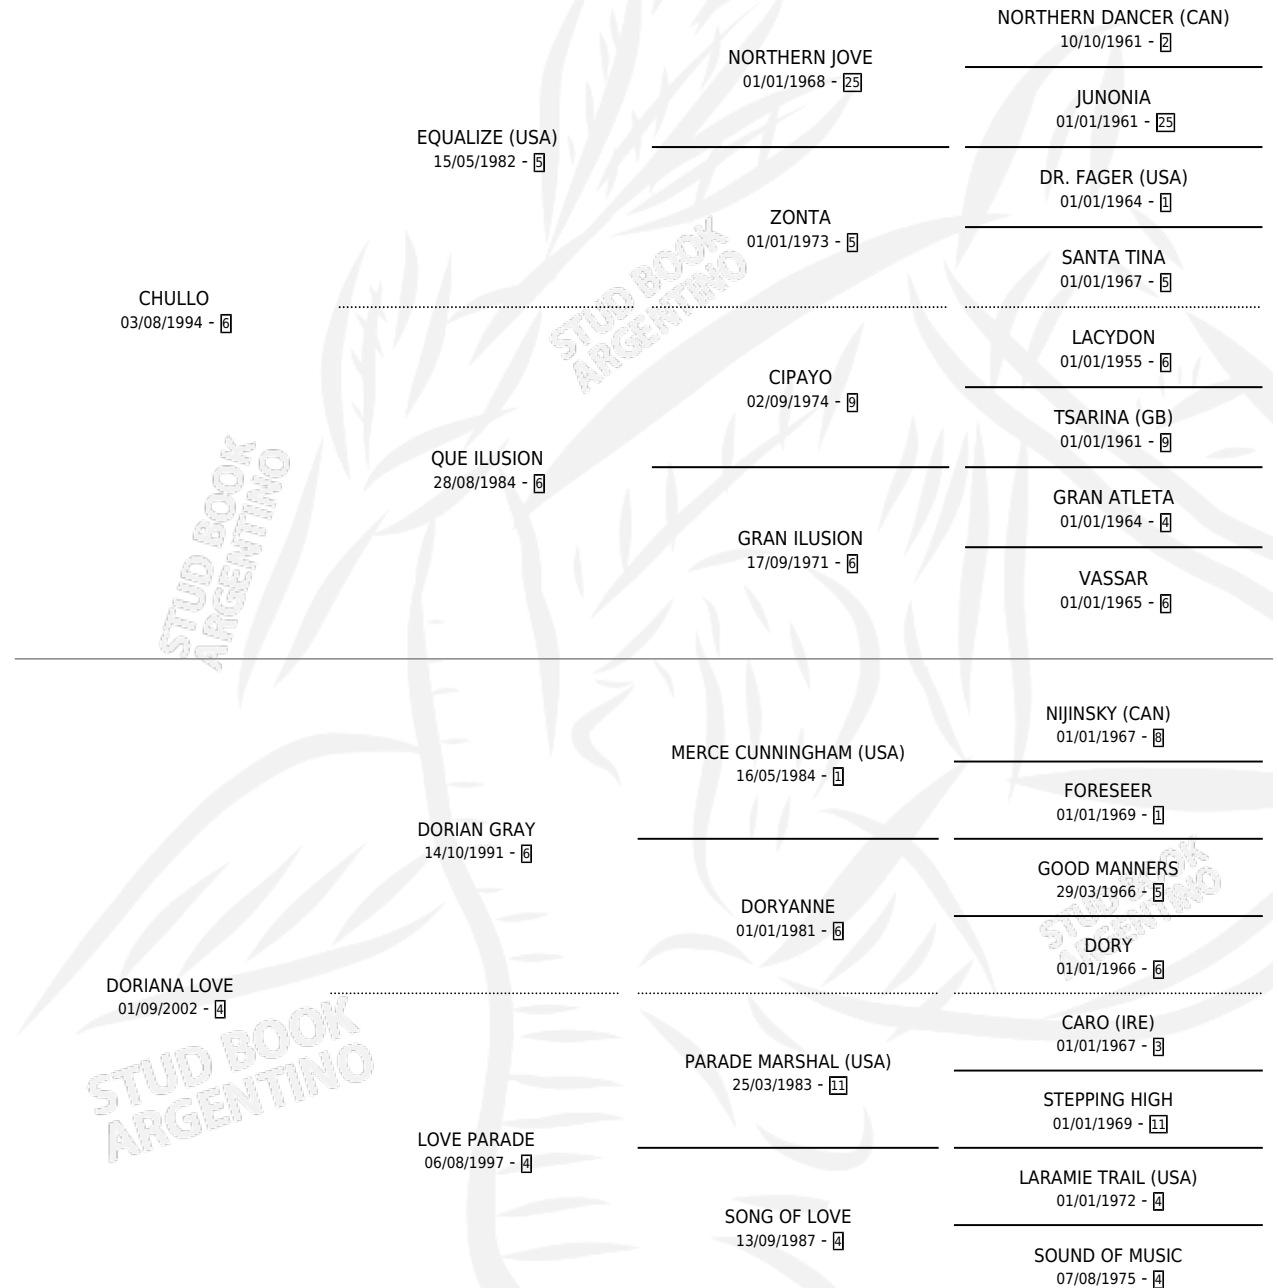 NORTHERN DANCER (CAN)
10/10/1961 - 2
NORTHERN JOVE
01/01/1968 - 25
JUNONIA
01/01/1961 - 25
EQUALIZE (USA)
15/05/1982 - 5
DR. FAGER (USA)
01/01/1964 - 1
ZONTA
01/01/1973 - 5
SANTA TINA
01/01/1967 - 5
CHULLO
03/08/1994 - 6
STUD BOOK
ARGENTINO
LACYDON
01/01/1955 - 6
CIPAYO
02/09/1974 - 9
TSARINA (GB)
01/01/1961 - 9
QUE ILUSION
28/08/1984 - 6
GRAN ATLETA
01/01/1964 - 4
GRAN ILUSION
17/09/1971 - 6
VASSAR
01/01/1965 - 6
STUD BOOK
ARGENTINO
NIJINSKY (CAN)
01/01/1967 - 8
MERCE CUNNINGHAM (USA)
16/05/1984 - 1
FORESEER
01/01/1969 - 1
DORIAN GRAY
14/10/1991 - 6
GOOD MANNERS
29/03/1966 - 5
DORYANNE
01/01/1981 - 6
STUD BOOK
ARGENTINO
DORY
01/01/1966 - 6
DORIANA LOVE
01/09/2002 - 4
STUD BOOK
ARGENTINO
CARO (IRE)
01/01/1967 - 3
PARADE MARSHAL (USA)
25/03/1983 - 11
STEPPING HIGH
01/01/1969 - 11
LOVE PARADE
06/08/1997 - 4
LARAMIE TRAIL (USA)
01/01/1972 - 4
SONG OF LOVE
13/09/1987 - 4
SOUND OF MUSIC
07/08/1975 - 4